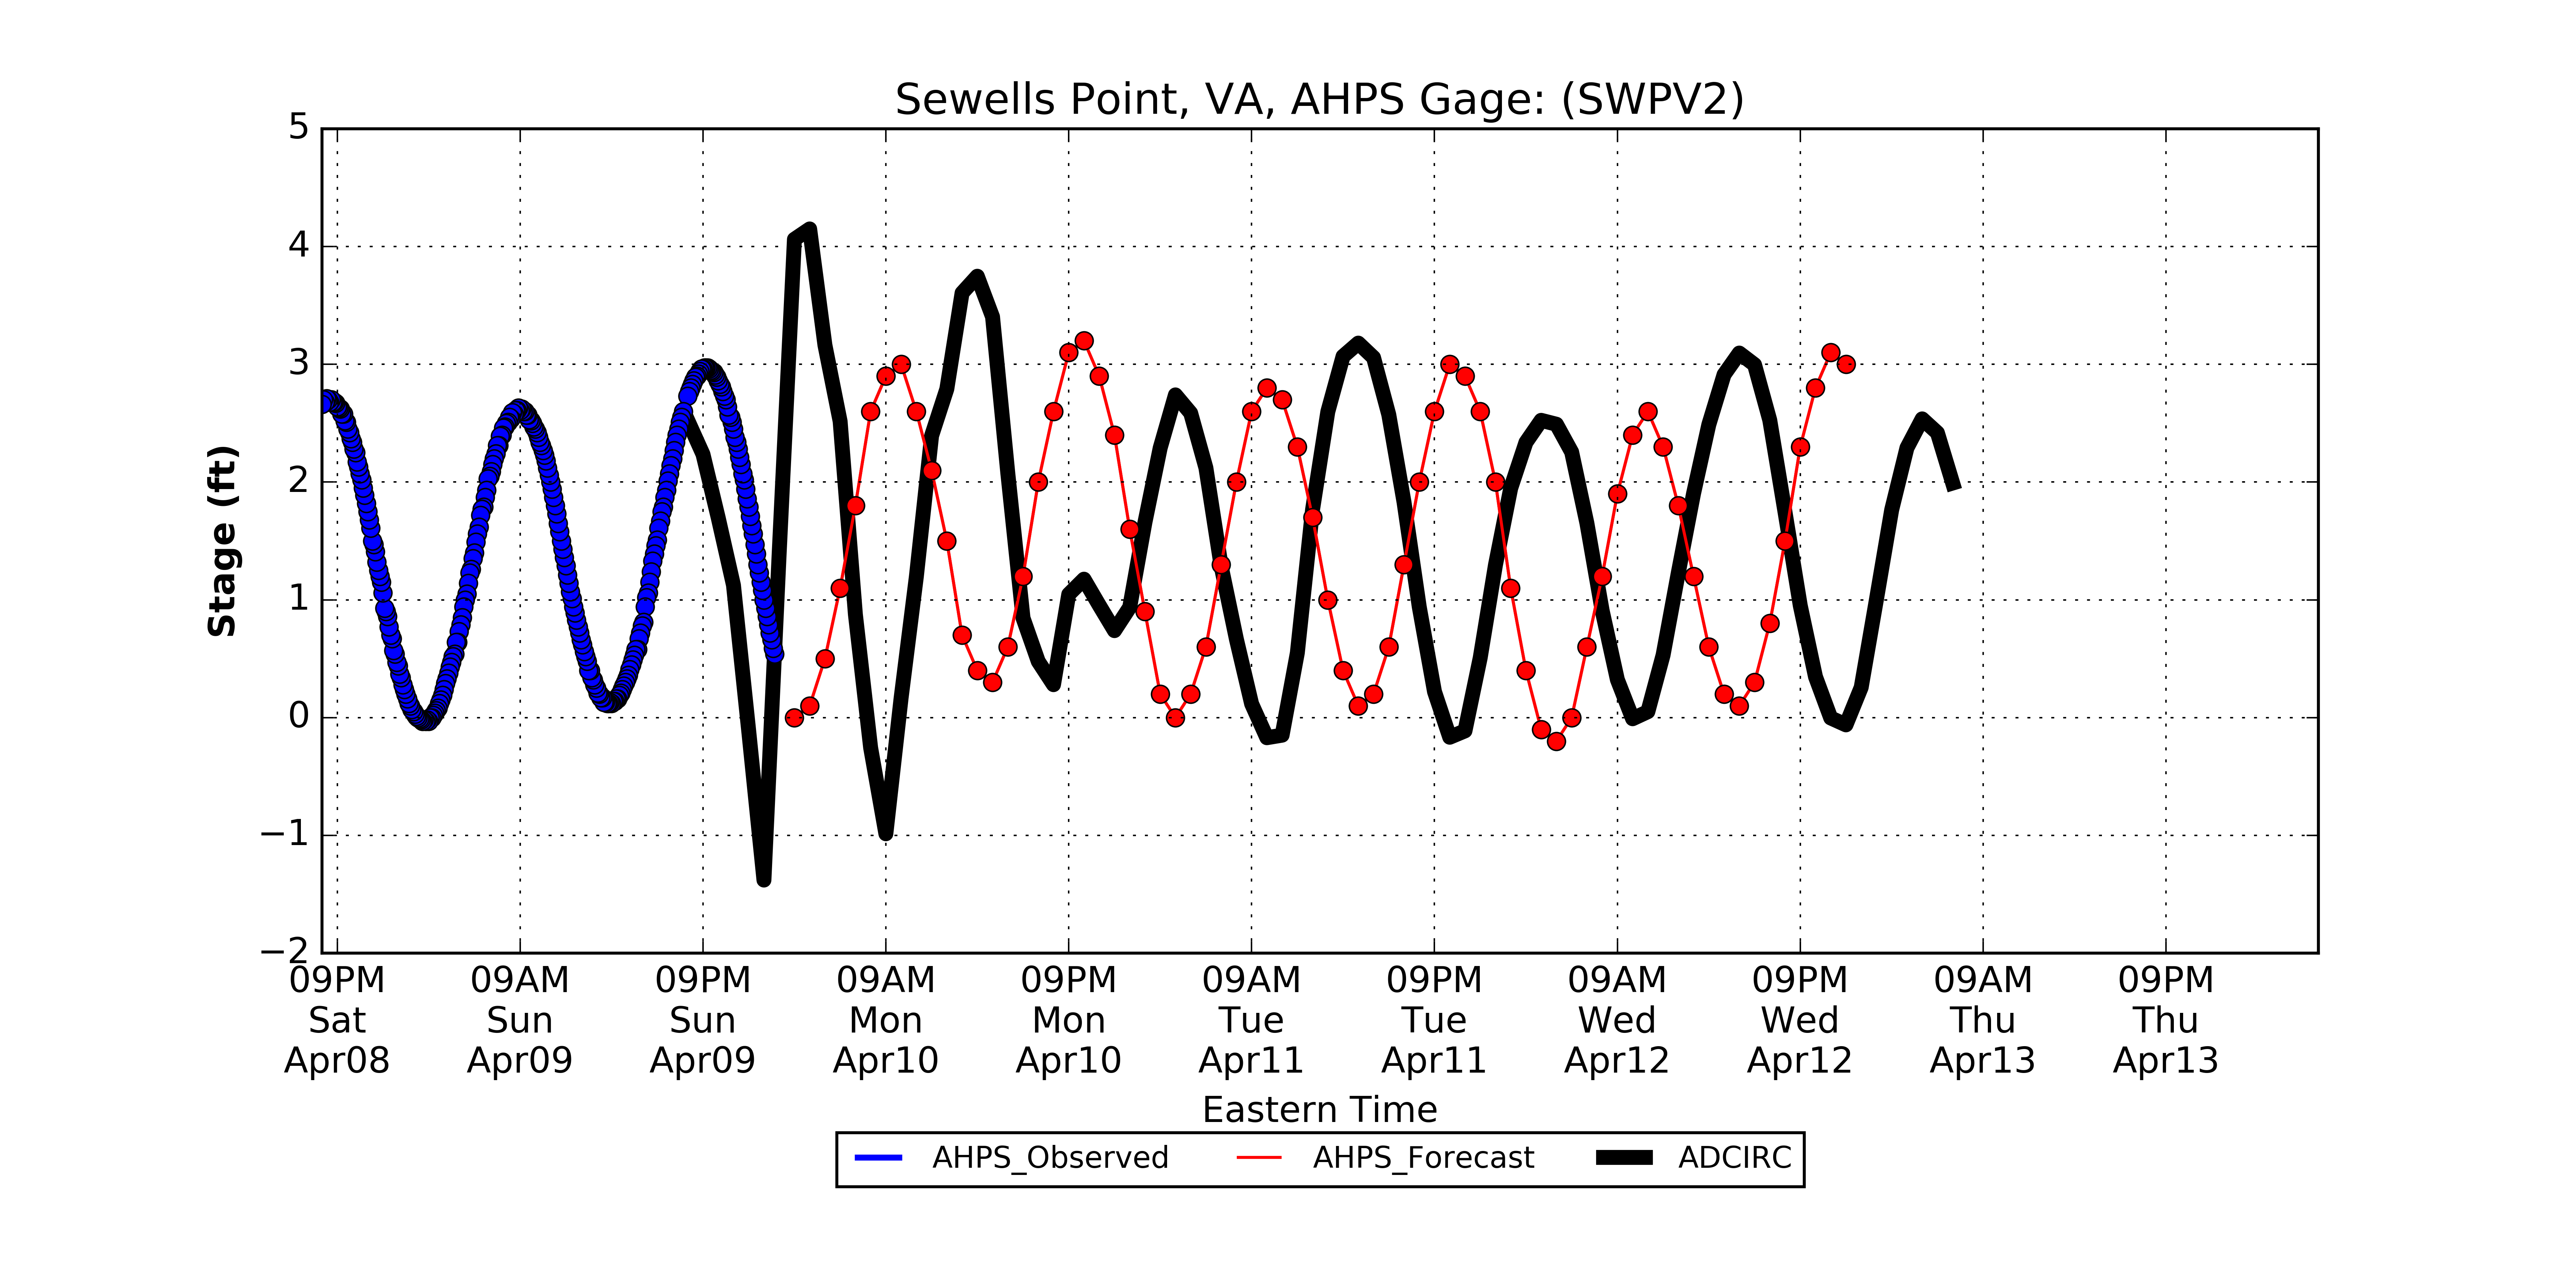 Sewells Point, VA, AHPS Gage: (SWPV2)
5
4
3
2
1
0
−1
−2
Stage (ft)
09PM 09AM 09PM 09AM 09PM 09AM 09PM 09AM 09PM 09AM 09PM
Sat Sun Sun Mon Mon Tue Tue Wed Wed Thu Thu
Apr08 Apr09 Apr09 Apr10 Apr10 Apr11 Apr11 Apr12 Apr12 Apr13 Apr13
Eastern Time
AHPS_Observed AHPS_Forecast ADCIRC